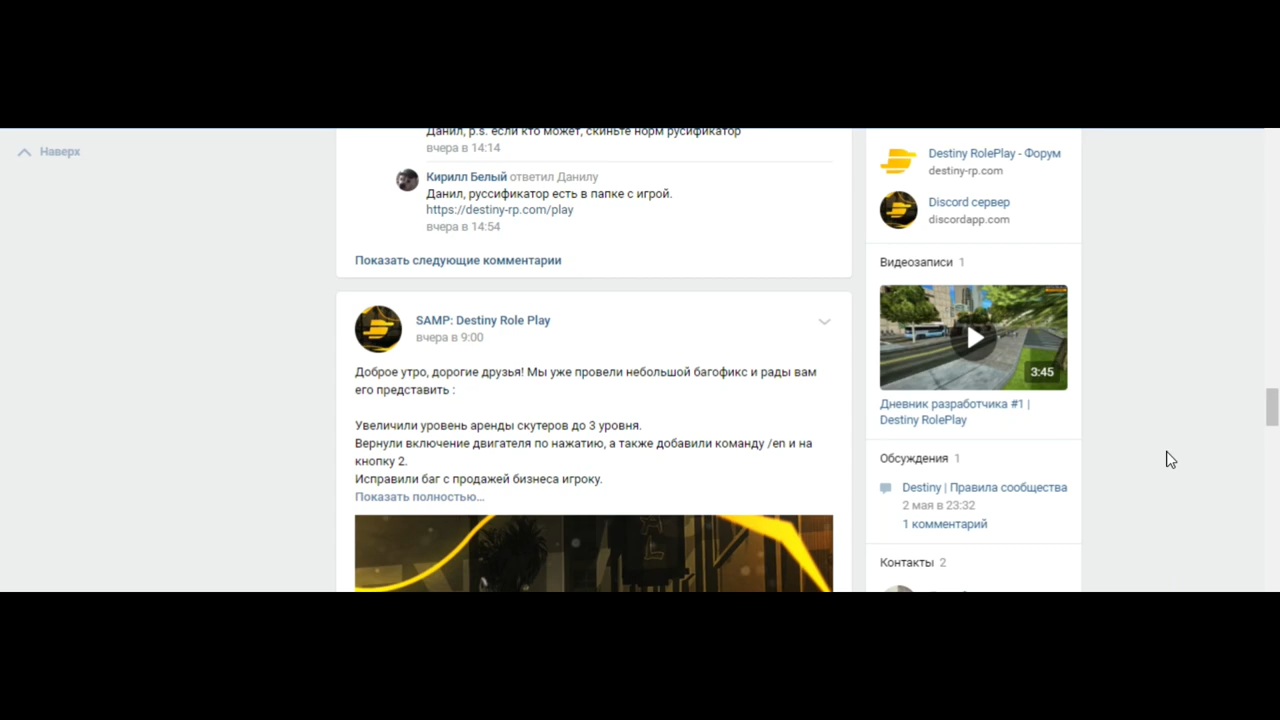 Наверх
Данил, p.s. если кто может, скиньте норм русификатор
вчера в 14:14
Кирилл Белый ответил Данилу
Данил, руссификатор есть в папке с игрой.
https://destiny-rp.com/play
вчера в 14:54
Показать следующие комментарии
SAMP: Destiny Role Play
вчера в 9:00
Доброе утро, дорогие друзья! Мы уже провели небольшой багофикс и рады вам
его представить :
Увеличили уровень аренды скутеров до 3 уровня.
Вернули включение двигателя по нажатию, а также добавили команду /en и на
кнопку 2.
Исправили баг с продажей бизнеса игроку.
Показать полностью...
Destiny RolePlay - Форум
destiny-rp.com
Discord сервер
discordapp.com
Видеозаписи 1
3:45
Дневник разработчика #1 |
Destiny RolePlay
Обсуждения 1
Destiny | Правила сообщества
2 мая в 23:32
1 комментарий
Контакты 2